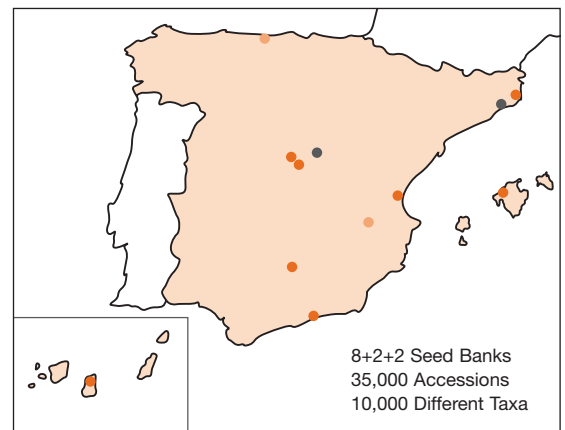 8+2+2 Seed Banks
35,000 Accessions
10,000 Different Taxa